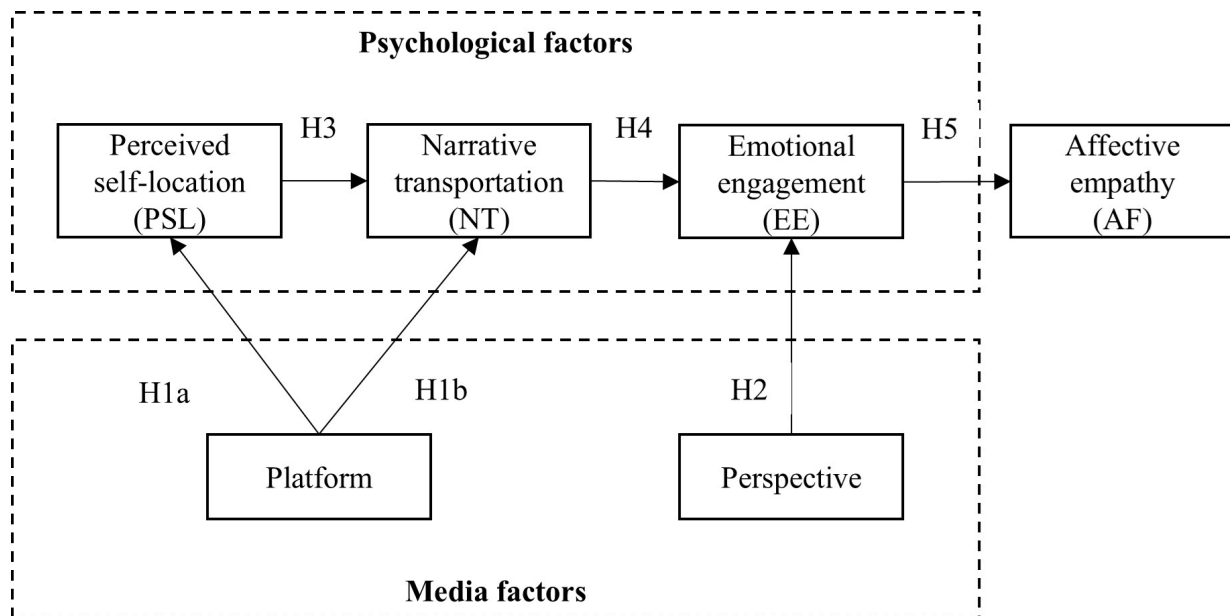 Psychological factors
H3
H4
H5
Perceived
self-location
(PSL)
Narrative
transportation
(NT)
Emotional
engagement
(EE)
Affective
empathy
(AF)
H1a
H1b
H2
Platform
Perspective
Media factors